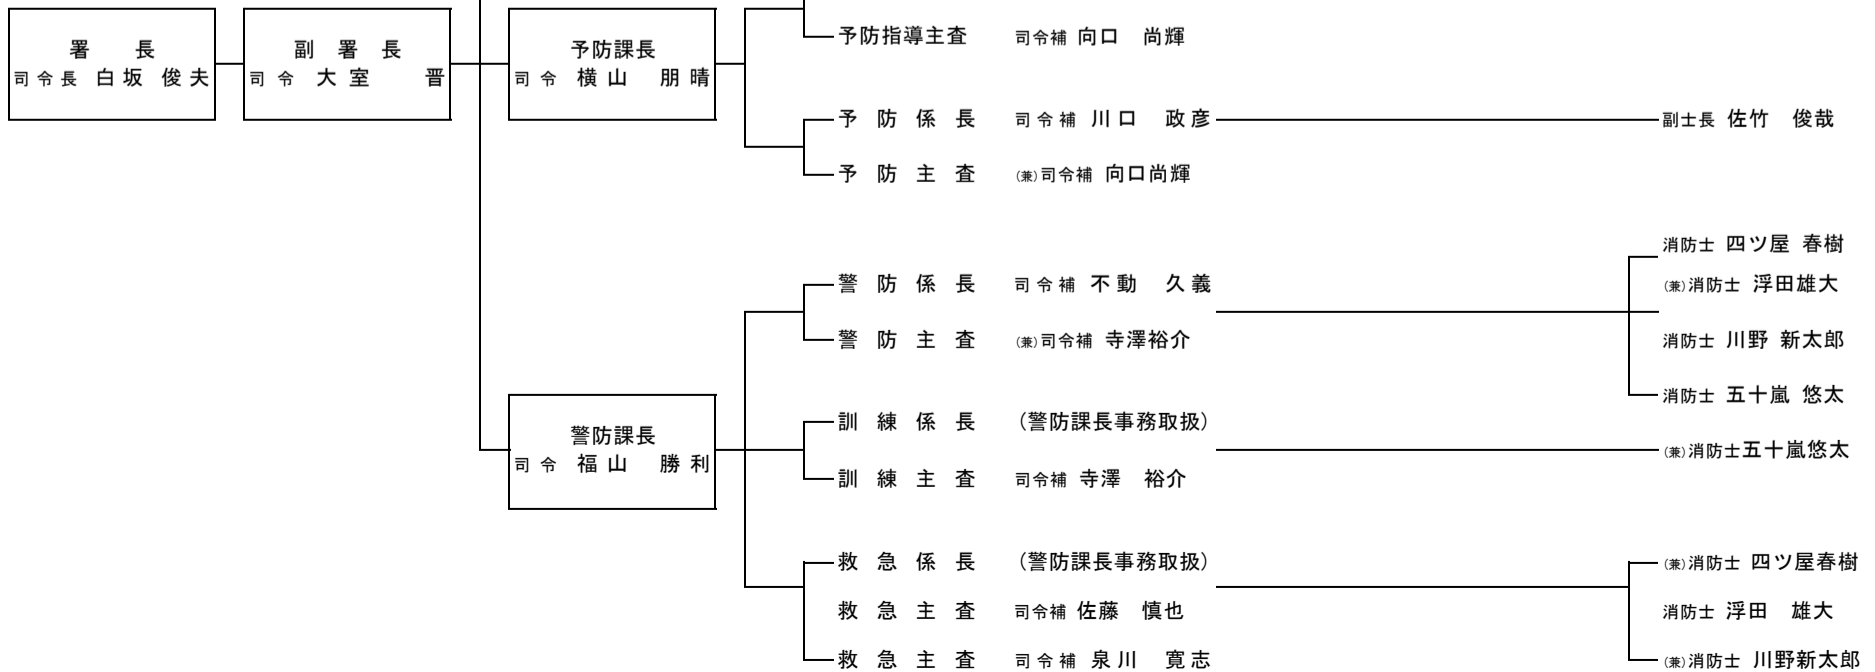 署　長
司令長 白坂 俊夫
副 署 長
司 令 大室 晋
予防課長
司 令 横山 朋晴
予防指導主査 司令補 向口 尚輝
予 防 係 長 司令補 川口 政彦 副士長 佐竹 俊哉
予 防 主 査 (兼)司令補 向口尚輝
警防課長
司 令 福山 勝利
警 防 係 長 司令補 不動 久義
警 防 主 査 (兼)司令補 寺澤裕介
消防士 四ツ屋 春樹
(兼)消防士 浮田雄大
消防士 川野 新太郎
消防士 五十嵐 悠太
訓 練 係 長 (警防課長事務取扱) (兼)消防士五十嵐悠太
訓 練 主 査 司令補 寺澤 裕介
救 急 係 長 (警防課長事務取扱) (兼)消防士 四ツ屋春樹
救 急 主 査 司令補 佐藤 慎也 消防士 浮田 雄大
救 急 主 査 司令補 泉川 寛志 (兼)消防士 川野新太郎